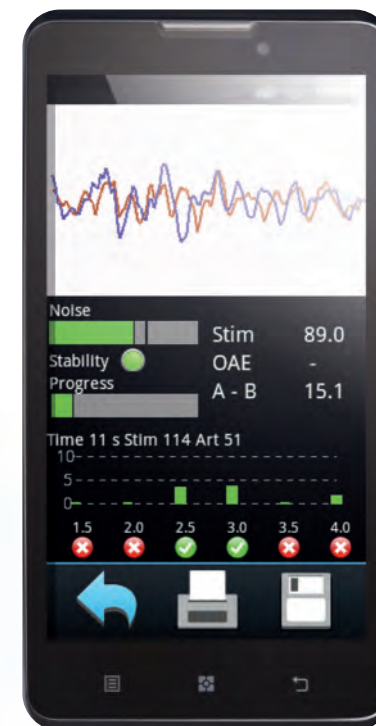 Noise
Stim 89.0
Stability OAE -
Progress
A - B 15.1
Time 11 s Stim 114 Art 51
10
5
0
1.5 2.0 2.5 3.0 3.5 4.0